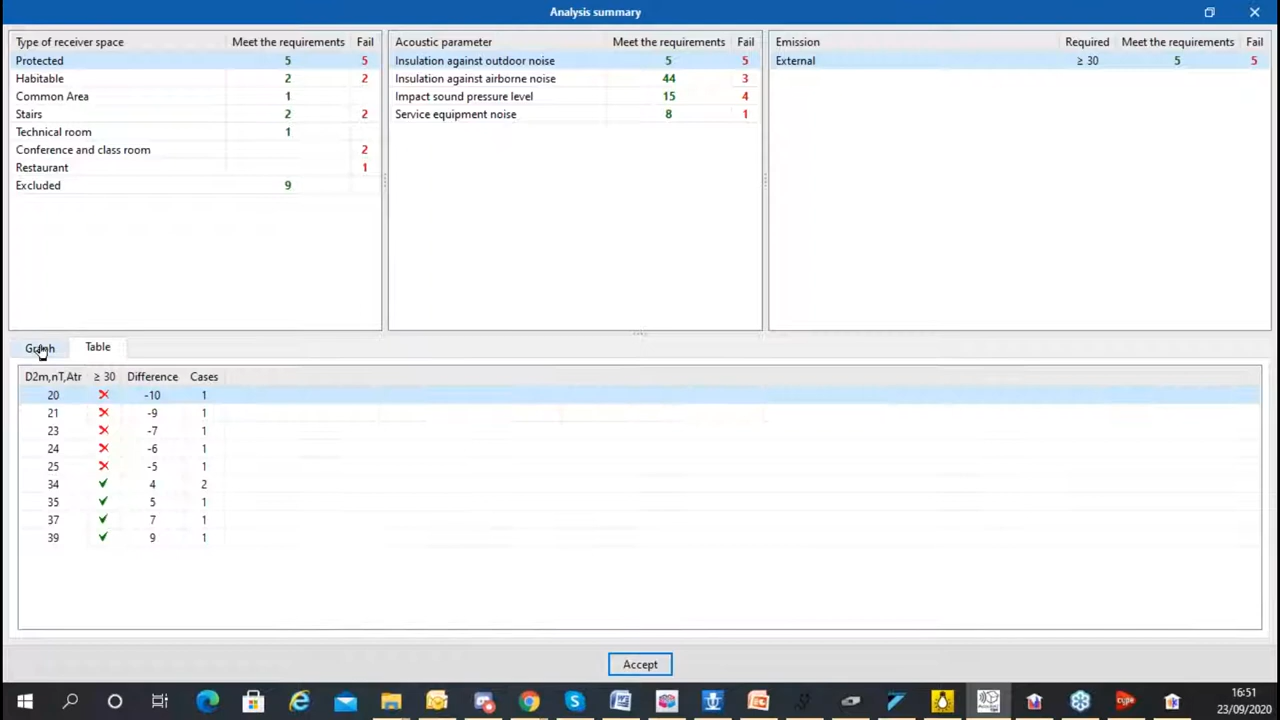 Analysis summary
Type of receiver space Meet the requirements Fail
Protected 5 5
Habitable 2 2
Common Area 1
Stairs 2 2
Technical room 1
Conference and class room 2
Restaurant 1
Excluded 9
Acoustic parameter Meet the requirements Fail
Insulation against outdoor noise 5 5
Insulation against airborne noise 44 3
Impact sound pressure level 15 4
Service equipment noise 8 1
Emission Required Meet the requirements Fail
External ≥ 30 5 5
Graph Table
D2m,nT,Atr ≥ 30 Difference Cases
20 -10 1
21 -9 1
23 -7 1
24 -6 1
25 -5 1
34 4 2
35 5 1
37 7 1
39 9 1
Accept
16:51
23/09/2020